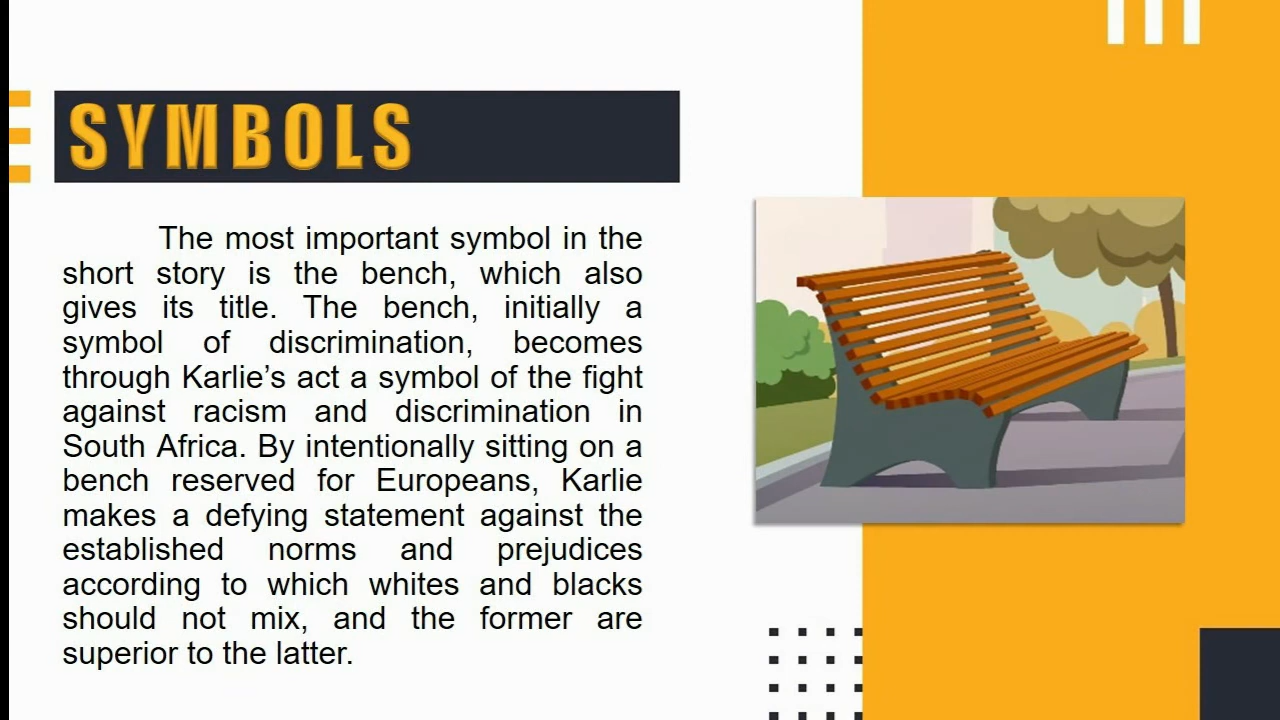 SYMBOLS
The most important symbol in the
short story is the bench, which also
gives its title. The bench, initially a
symbol of discrimination, becomes
through Karlie’s act a symbol of the fight
against racism and discrimination in
South Africa. By intentionally sitting on a
bench reserved for Europeans, Karlie
makes a defying statement against the
established norms and prejudices
according to which whites and blacks
should not mix, and the former are
superior to the latter.